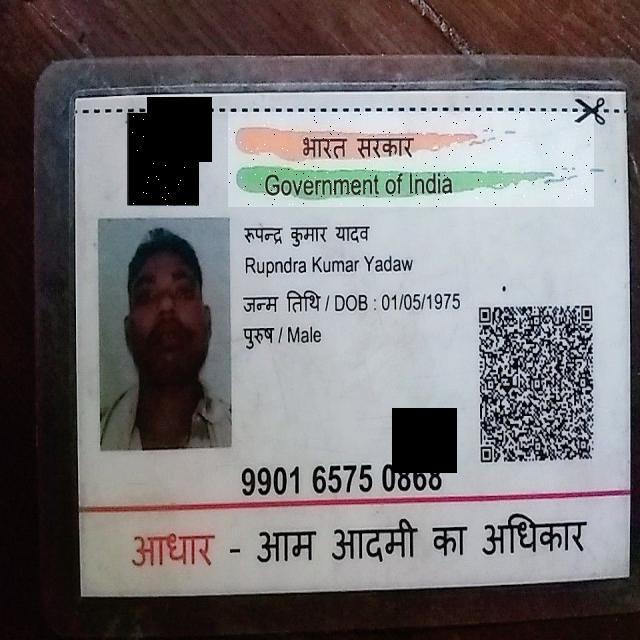 भारत सरकार
Government of India
रुपेन्द्र कुमार यादव
Rupndra Kumar Yadaw
जन्म तिथि / DOB : 01/05/1975
पुरुष / Male
9901 6575 0868
आधार - आम आदमी का अधिकार